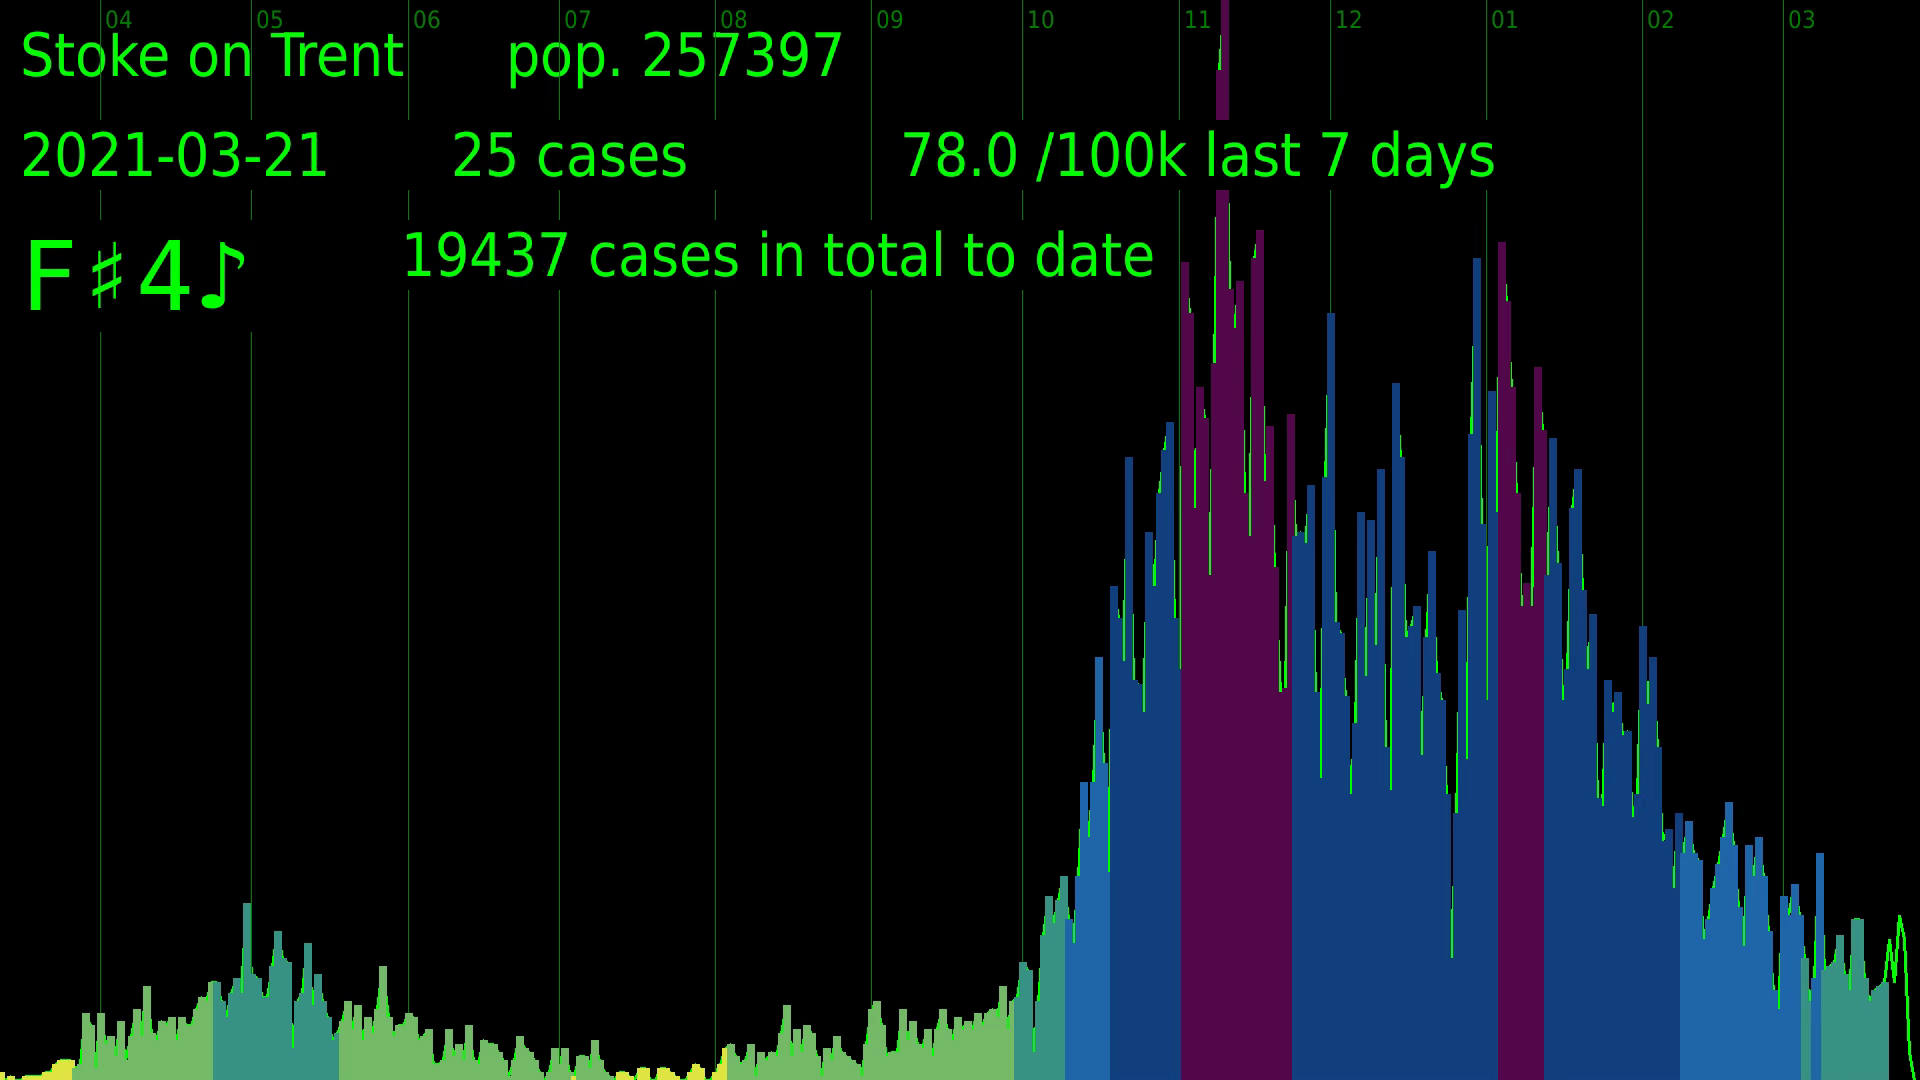 04 05 06 07 08 09 10 11 12 01 02 03
Stoke on Trent pop. 257397
2021-03-21 25 cases 78.0 /100k last 7 days
F♯4♪ 19437 cases in total to date